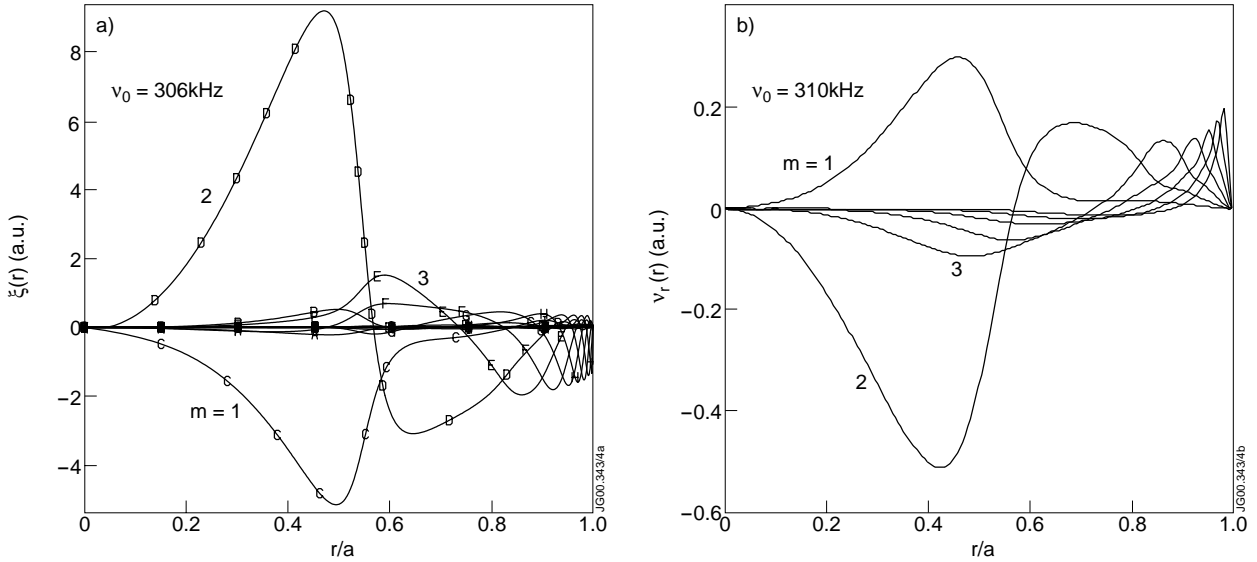 a)
ν0 = 306kHz
8
6
4
2
0
−2
−4
2
3
m = 1
D D D D D D D D D D D D D D
C C C C C C C C
E E E E
F F F
ξ(r) (a.u.)
0 0.2 0.4 0.6 0.8 1.0
r/a
JG00.343/4a
b)
ν0 = 310kHz
0.2
0
−0.2
−0.4
−0.6
m = 1
3
2
νr (r) (a.u.)
0 0.2 0.4 0.6 0.8 1.0
r/a
JG00.343/4b